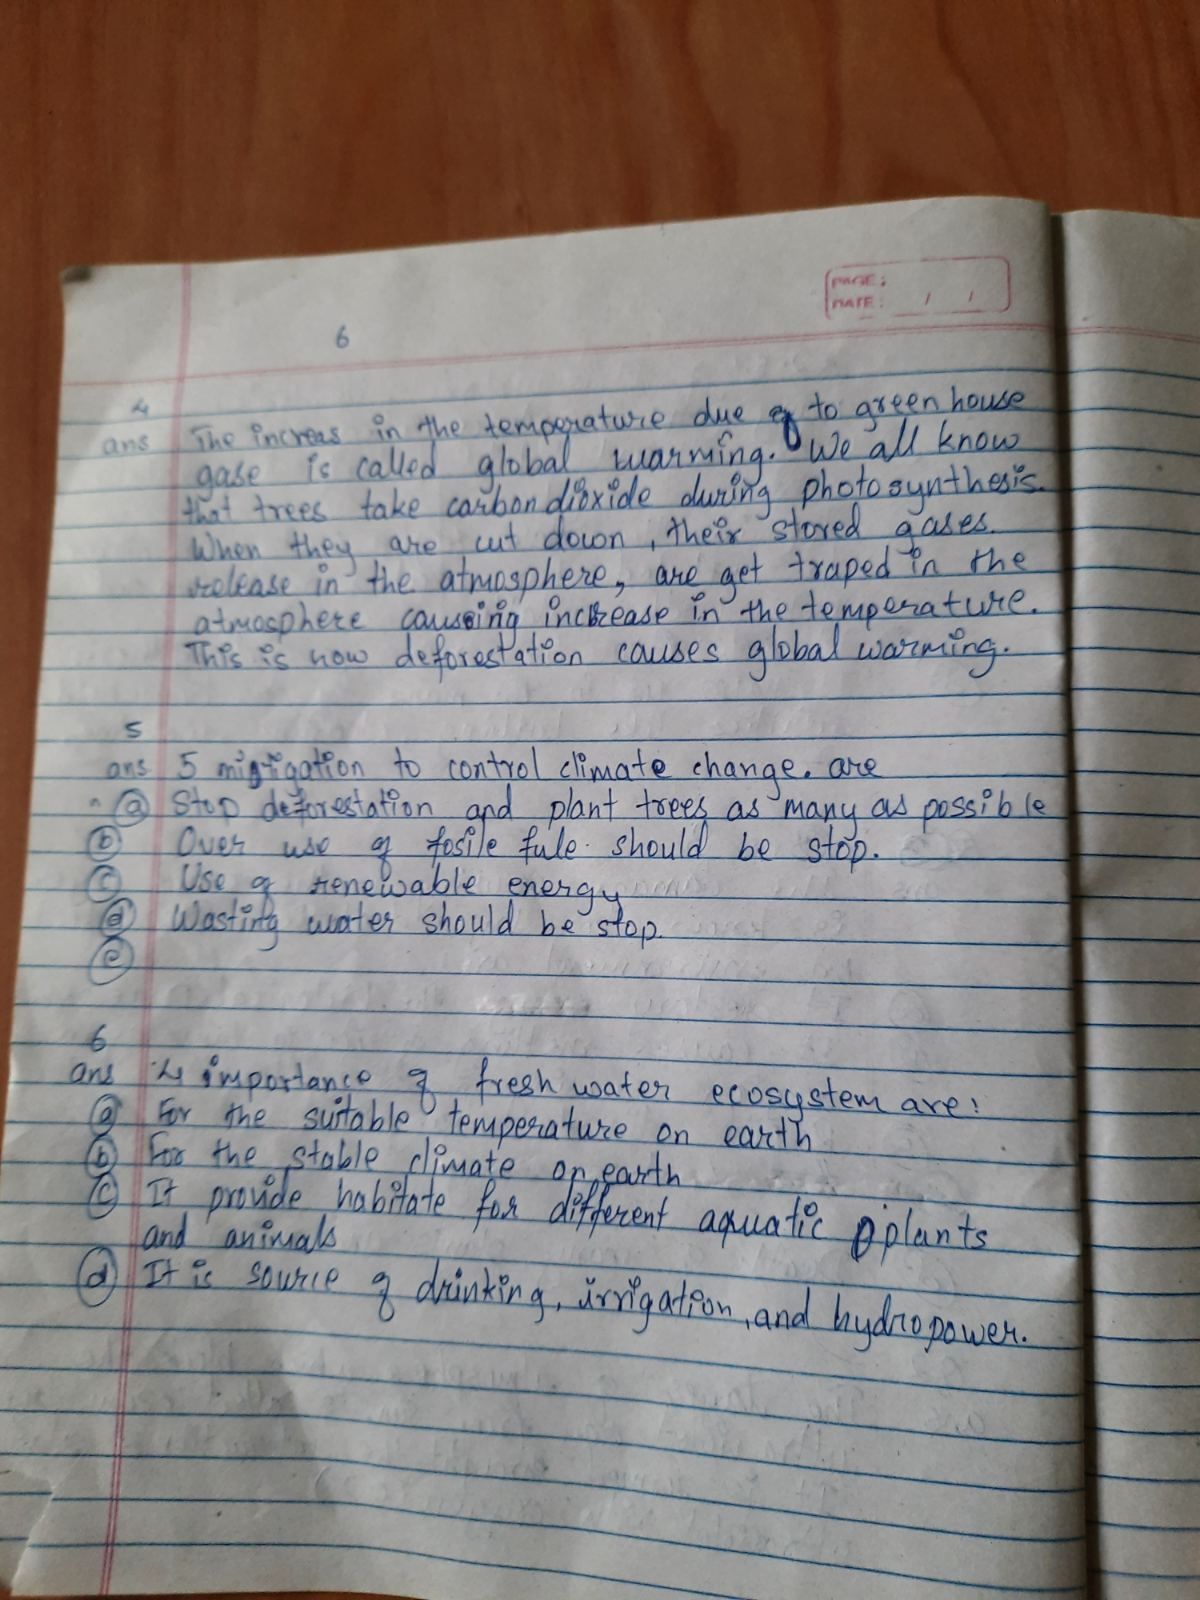 PAGE:
DATE: / /
6
4
ans The increas in the temperature due to green house
gase is called global warming. We all know
that trees take carbondioxide during photosynthesis.
When they are cut down, their stored gases.
release in the atmosphere, are get traped in the
atmosphere causing increase in the temperature.
This is how deforestation causes global warming.
5
ans 5 migtigation to control climate change. are
(a) Stop deforestation and plant trees as many as possible
(b) Over use of fosile fule. should be stop.
(c) Use of renewable energy
(d) Wasting water should be stop.
(e)
6
ans 4 importance of fresh water ecosystem are:
(a) For the suitable temperature on earth
(b) For the stable climate on earth
(c) It provide habitate for different aquatic plants
and animals
(d) It is source of drinking, irrigation, and hydropower.